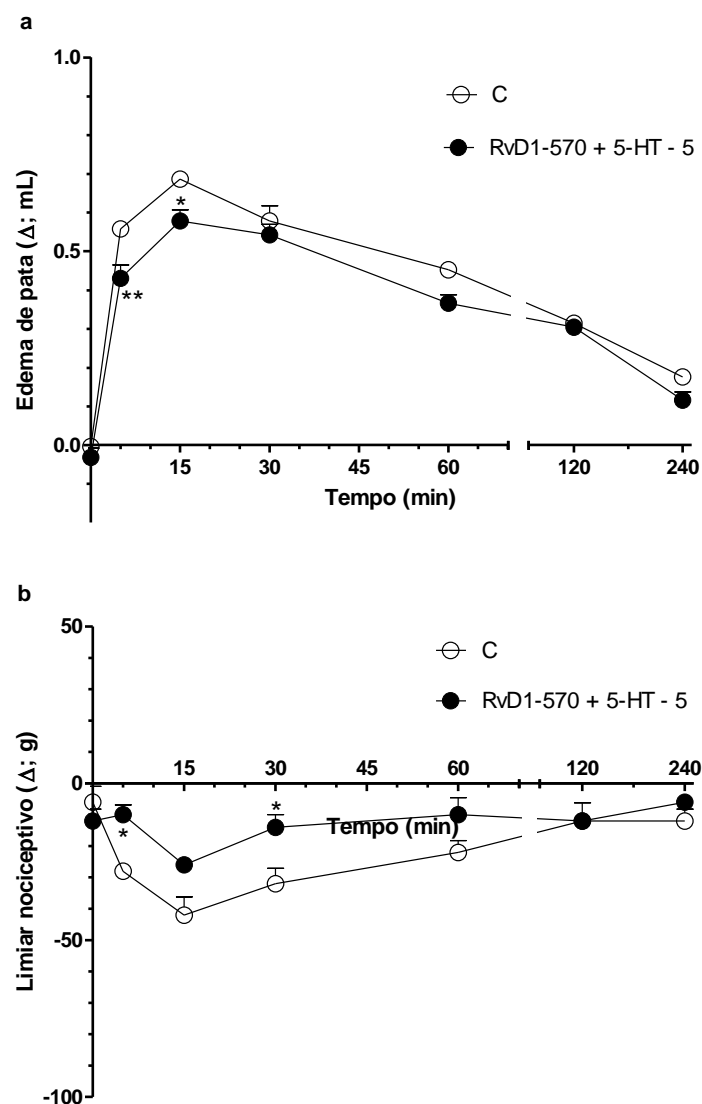 a
1.0
C
RvD1-570 + 5-HT - 5
*
0.5
**
Edema de pata (Δ; mL)
0.0
15 30 45 60 120 240
Tempo (min)
b
50
C
RvD1-570 + 5-HT - 5
0
15 30 45 60 120 240
*
Tempo (min)
*
Limiar nociceptivo (Δ; g)
-50
-100